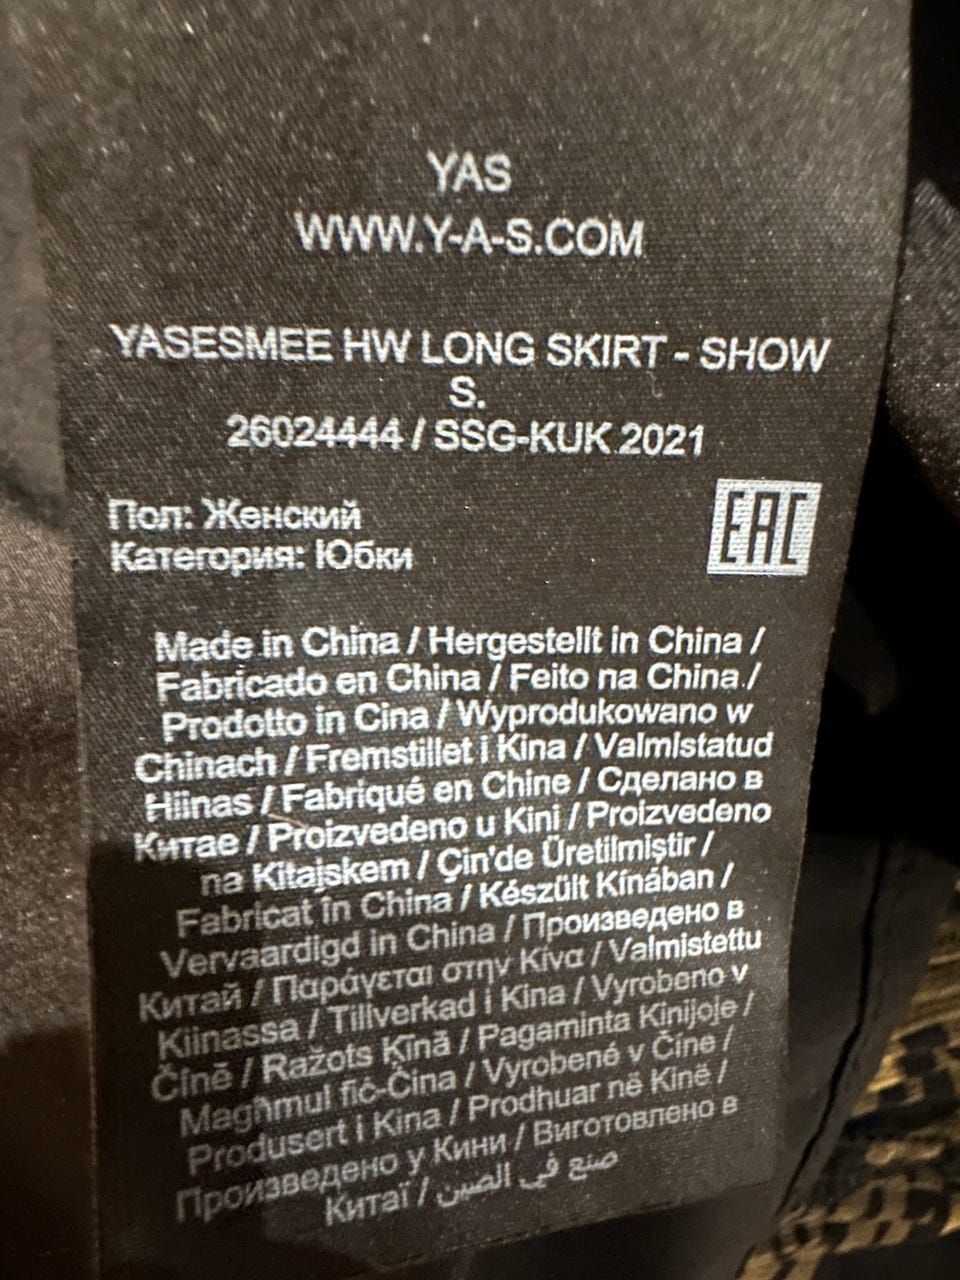 YAS
WWW.Y-A-S.COM
YASESMEE HW LONG SKIRT - SHOW
S.
26024444 / SSG-KUK.2021
Пол: Женский
Категория: Юбки
EAC
Made in China / Hergestellt in China /
Fabricado en China / Feito na China /
Prodotto in Cina / Wyprodukowano w
Chinach / Fremstillet i Kina / Valmistatud
Hiinas / Fabriqué en Chine / Сделано в
Китае / Proizvedeno u Kini / Proizvedeno
na Kitajskem / Çin'de Üretilmiştir /
Fabricat în China / Készült Kínában /
Vervaardigd in China / Произведено в
Китай / Παράγεται στην Κίνα / Valmistettu
Kiinassa / Tillverkad i Kina / Vyrobeno v
Číně / Ražots Ķīnā / Pagaminta Kinijoje /
Magħmul fiċ-Ċina / Vyrobené v Číne /
Produsert i Kina / Prodhuar në Kinë /
Произведено у Кини / Виготовлено в
Китаї / صنع في الصين